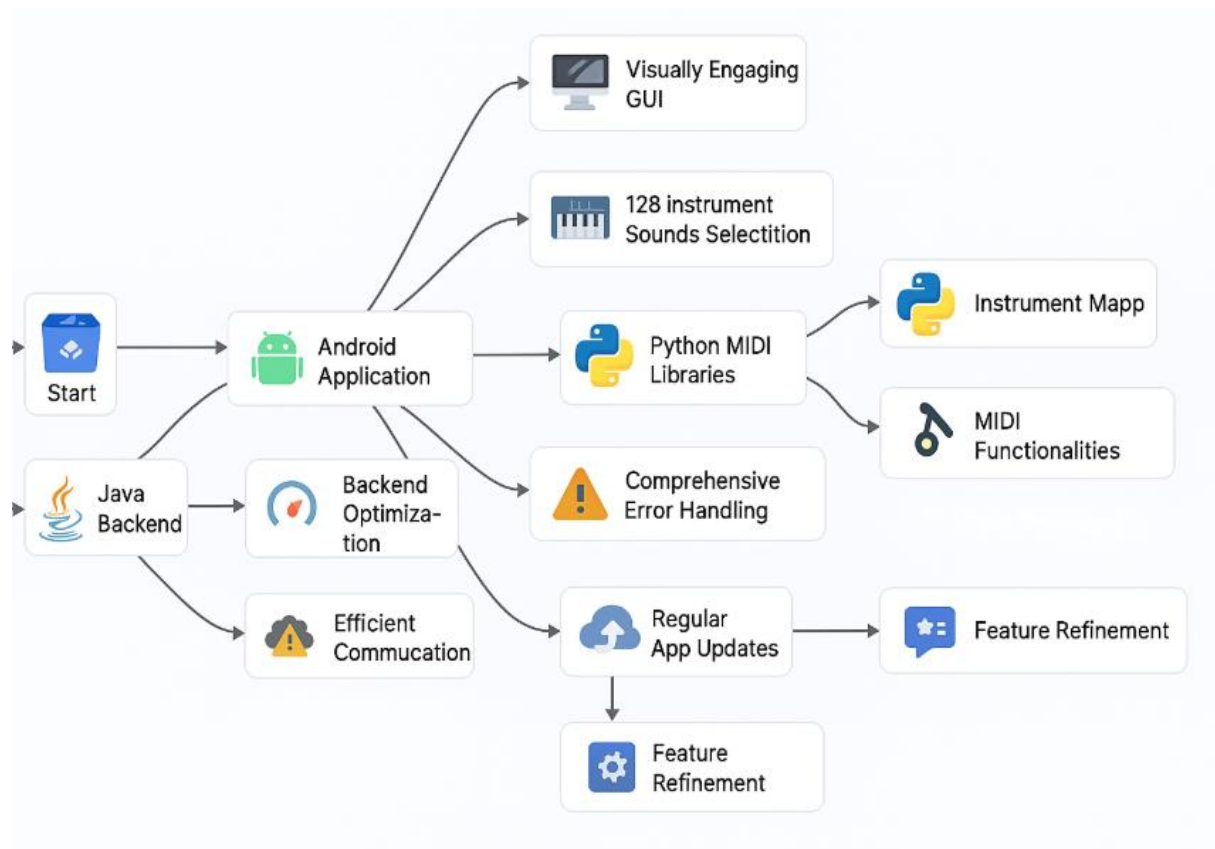 Visually Engaging
GUI
128 instrument
Sounds Selectition
Start
Android
Application
Python MIDI
Libraries
Instrument Mapp
MIDI
Functionalities
Java
Backend
Backend
Optimiza-
tion
Comprehensive
Error Handling
Efficient
Commucation
Regular
App Updates
Feature Refinement
Feature
Refinement